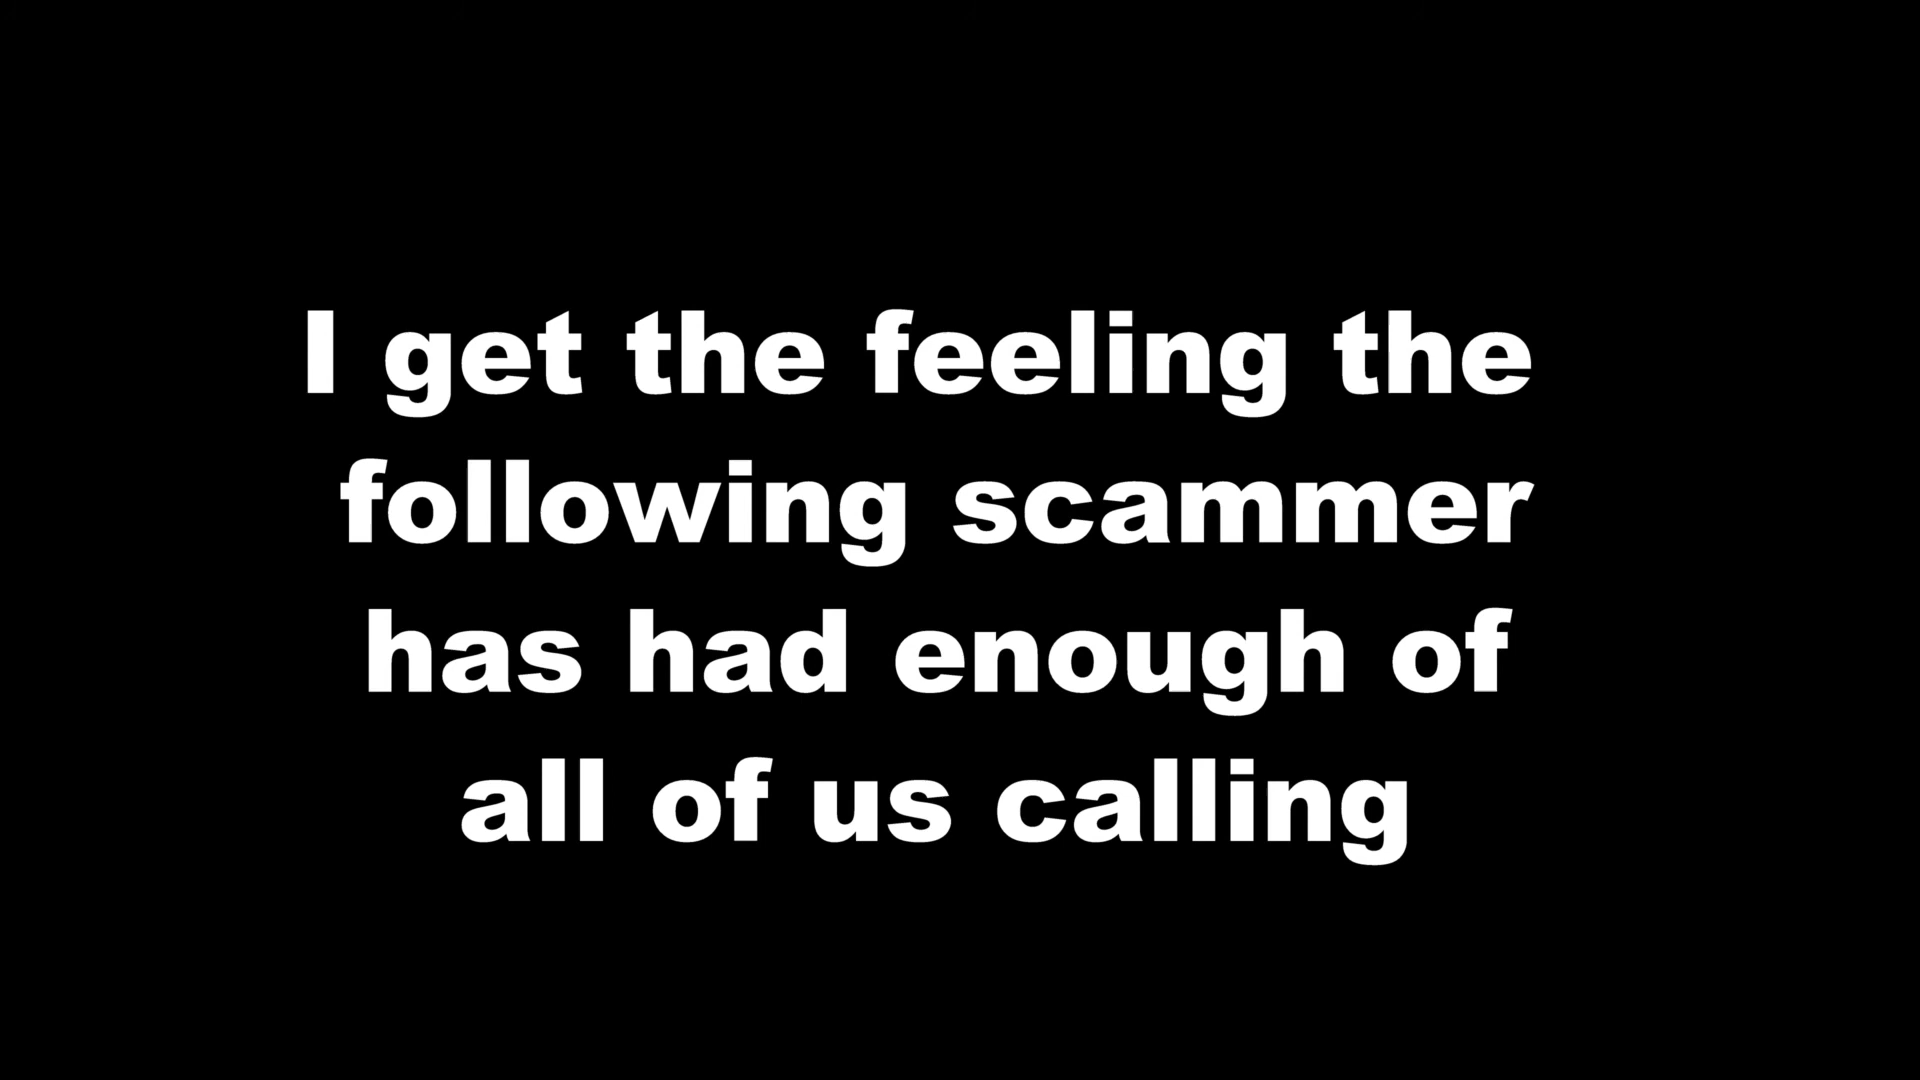 I get the feeling the
following scammer
has had enough of
all of us calling